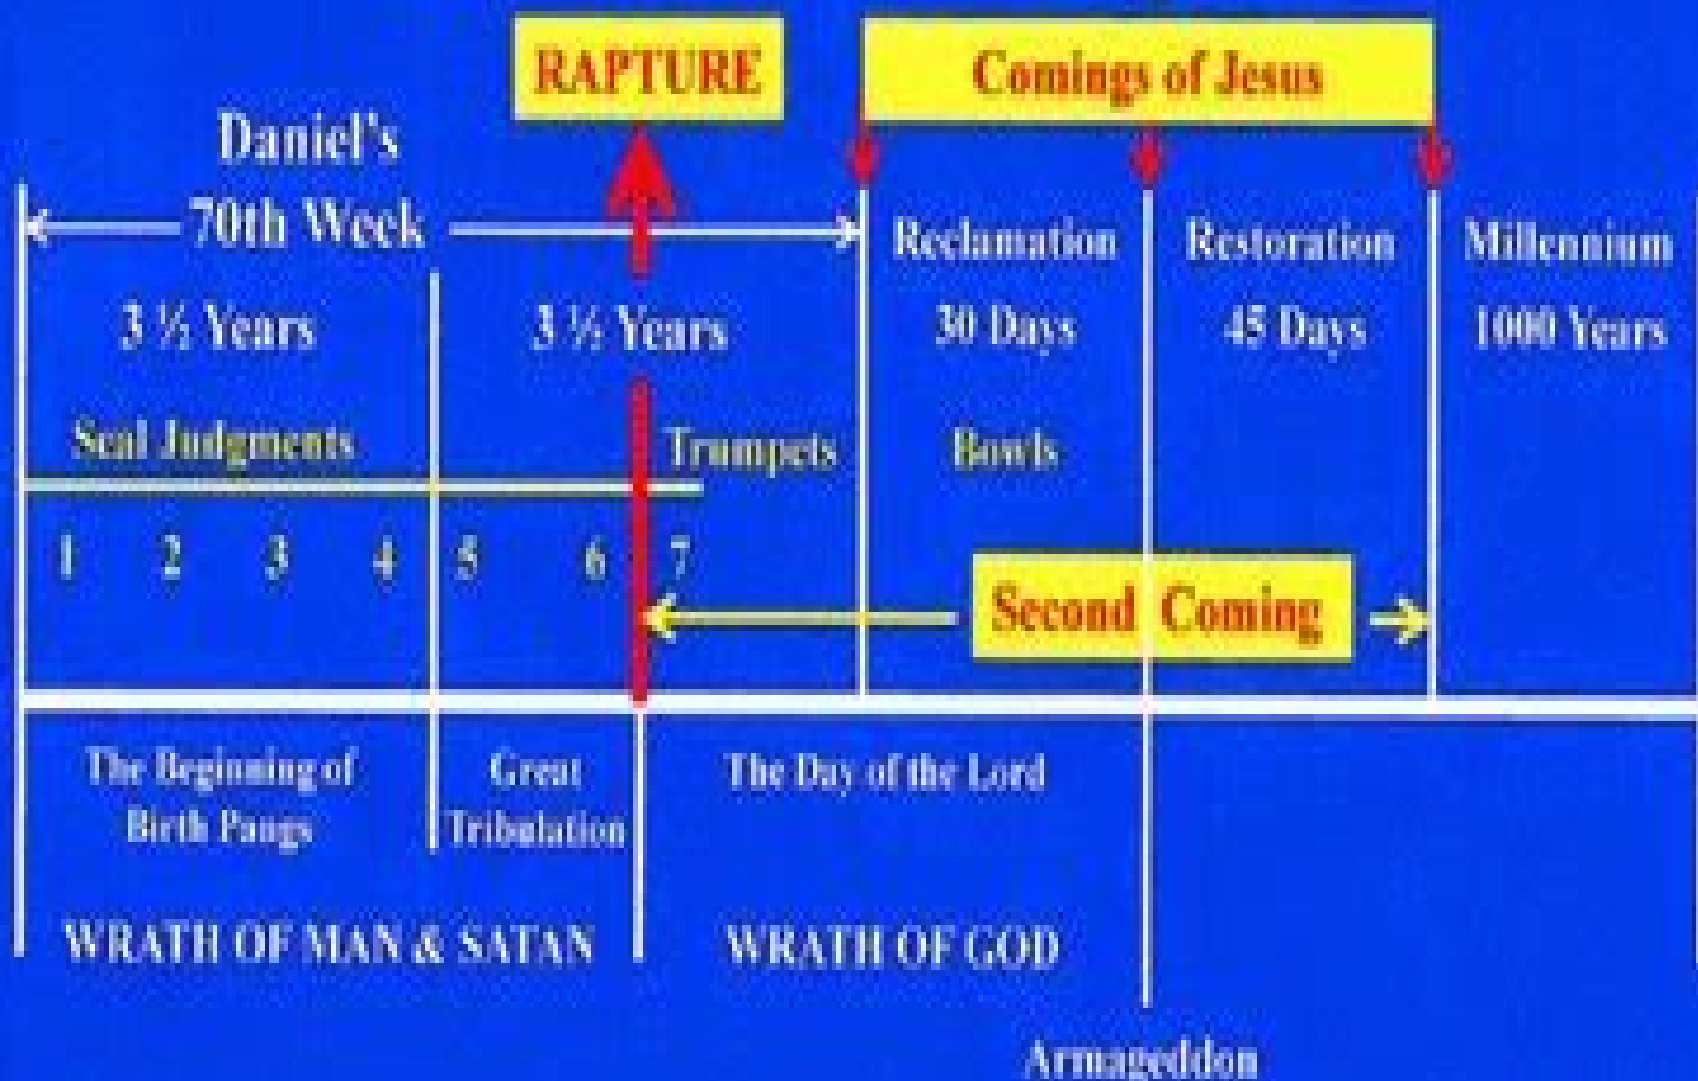 RAPTURE
Comings of Jesus
Daniel's
70th Week
Reclamation
Restoration
Millennium
3 ½ Years
3 ½ Years
30 Days
45 Days
1000 Years
Seal Judgments
Trumpets
Bowls
1 2 3 4 5 6 7
Second Coming
The Beginning of
Birth Pangs
Great
Tribulation
The Day of the Lord
WRATH OF MAN & SATAN
WRATH OF GOD
Armageddon